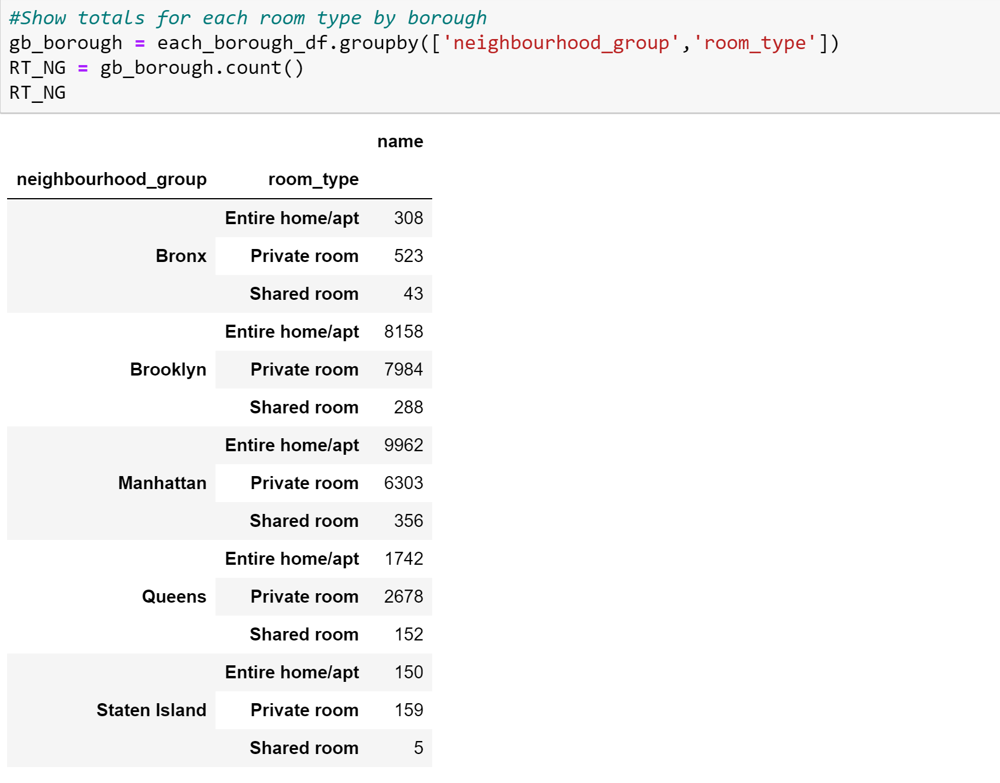 #Show totals for each room type by borough
gb_borough = each_borough_df.groupby(['neighbourhood_group','room_type'])
RT_NG = gb_borough.count()
RT_NG
name
neighbourhood_group room_type
Entire home/apt 308
Bronx Private room 523
Shared room 43
Entire home/apt 8158
Brooklyn Private room 7984
Shared room 288
Entire home/apt 9962
Manhattan Private room 6303
Shared room 356
Entire home/apt 1742
Queens Private room 2678
Shared room 152
Entire home/apt 150
Staten Island Private room 159
Shared room 5